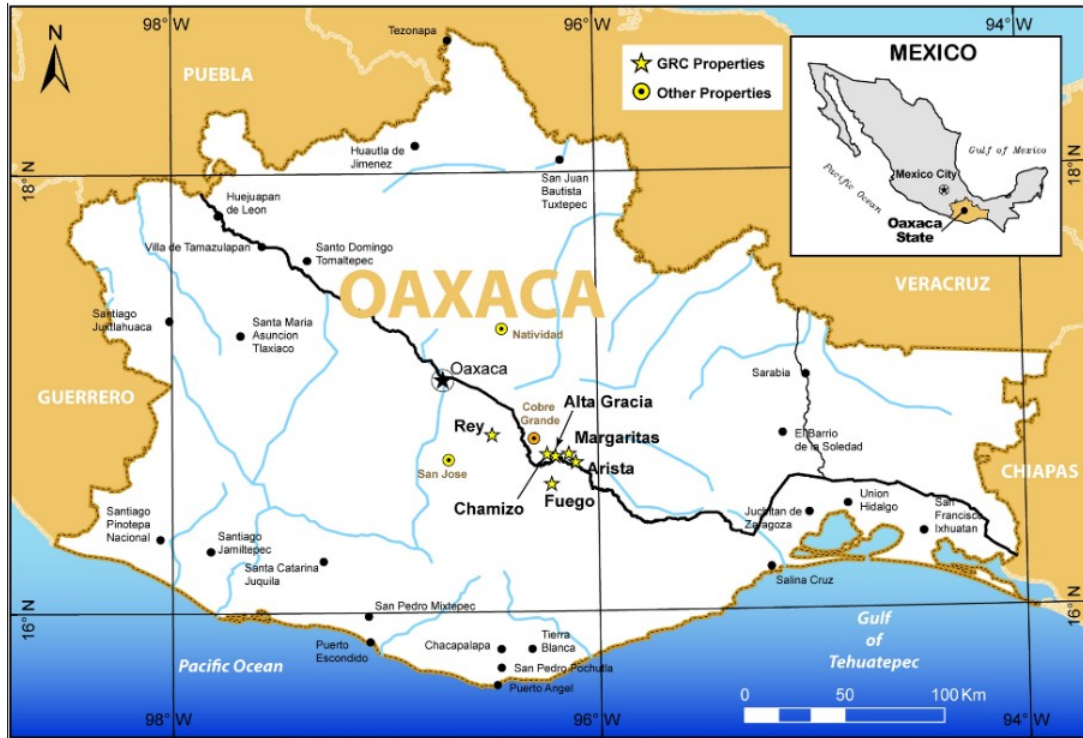 98° W
96° W
94° W
N
Tezonapa
PUEBLA
GRC Properties
Other Properties
MEXICO
Gulf of Mexico
Mexico City
Pacific Ocean
Oaxaca
State
Huautla de
Jimenez
18° N
18° N
San Juan
Bautista
Tuxtepec
Huejuapan
de Leon
Villa de Tamazulapan
Santo Domingo
Tomaltepec
OAXACA
VERACRUZ
Santiago
Juxtlahuaca
Santa Maria
Asuncion
Tlaxiaco
Natividad
Oaxaca
Sarabia
GUERRERO
Alta Gracia
Cobre
Grande
Rey
Margaritas
El Barrio
de la Soledad
San Jose
Arista
CHIAPAS
Chamizo
Fuego
Union
Hidalgo
San
Francisco
Ixhuatan
Juchitan de
Zaragoza
Santiago
Pinotepa
Nacional
Santiago
Jamiltepec
Santa Catarina
Juquila
Salina Cruz
16° N
16° N
San Pedro Mixtepec
Puerto
Escondido
Chacapalapa
Tierra
Blanca
Gulf
of
Tehuatepec
Pacific Ocean
San Pedro Pochutla
Puerto Angel
0 50 100 Km
98° W
96° W
94° W